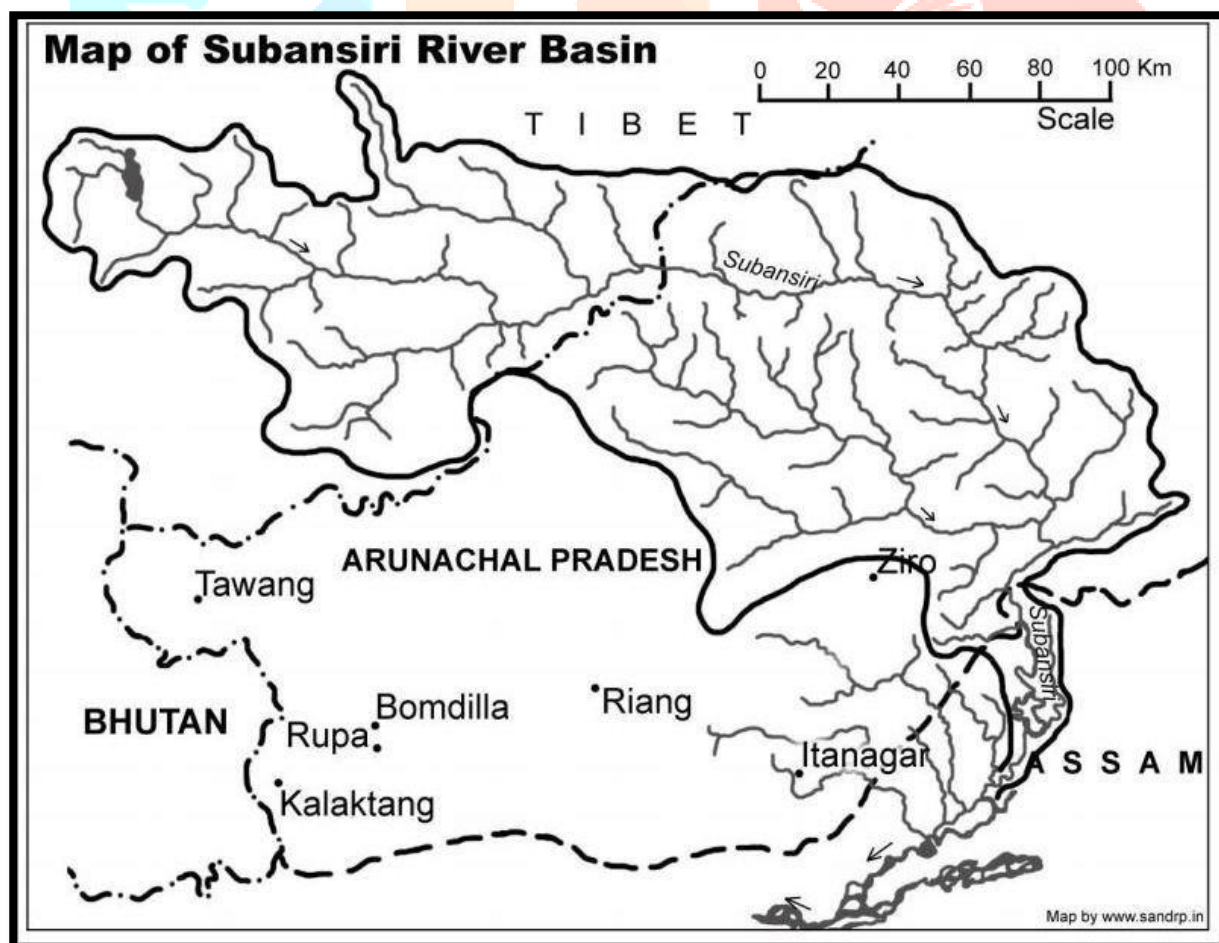 Map of Subansiri River Basin
0 20 40 60 80 100 Km
Scale
T I B E T
Subansiri
ARUNACHAL PRADESH
Ziro
Tawang
Subansiri
Riang
Bomdilla
BHUTAN
Rupa
Itanagar
A S S A M
Kalaktang
Map by www.sandrp.in